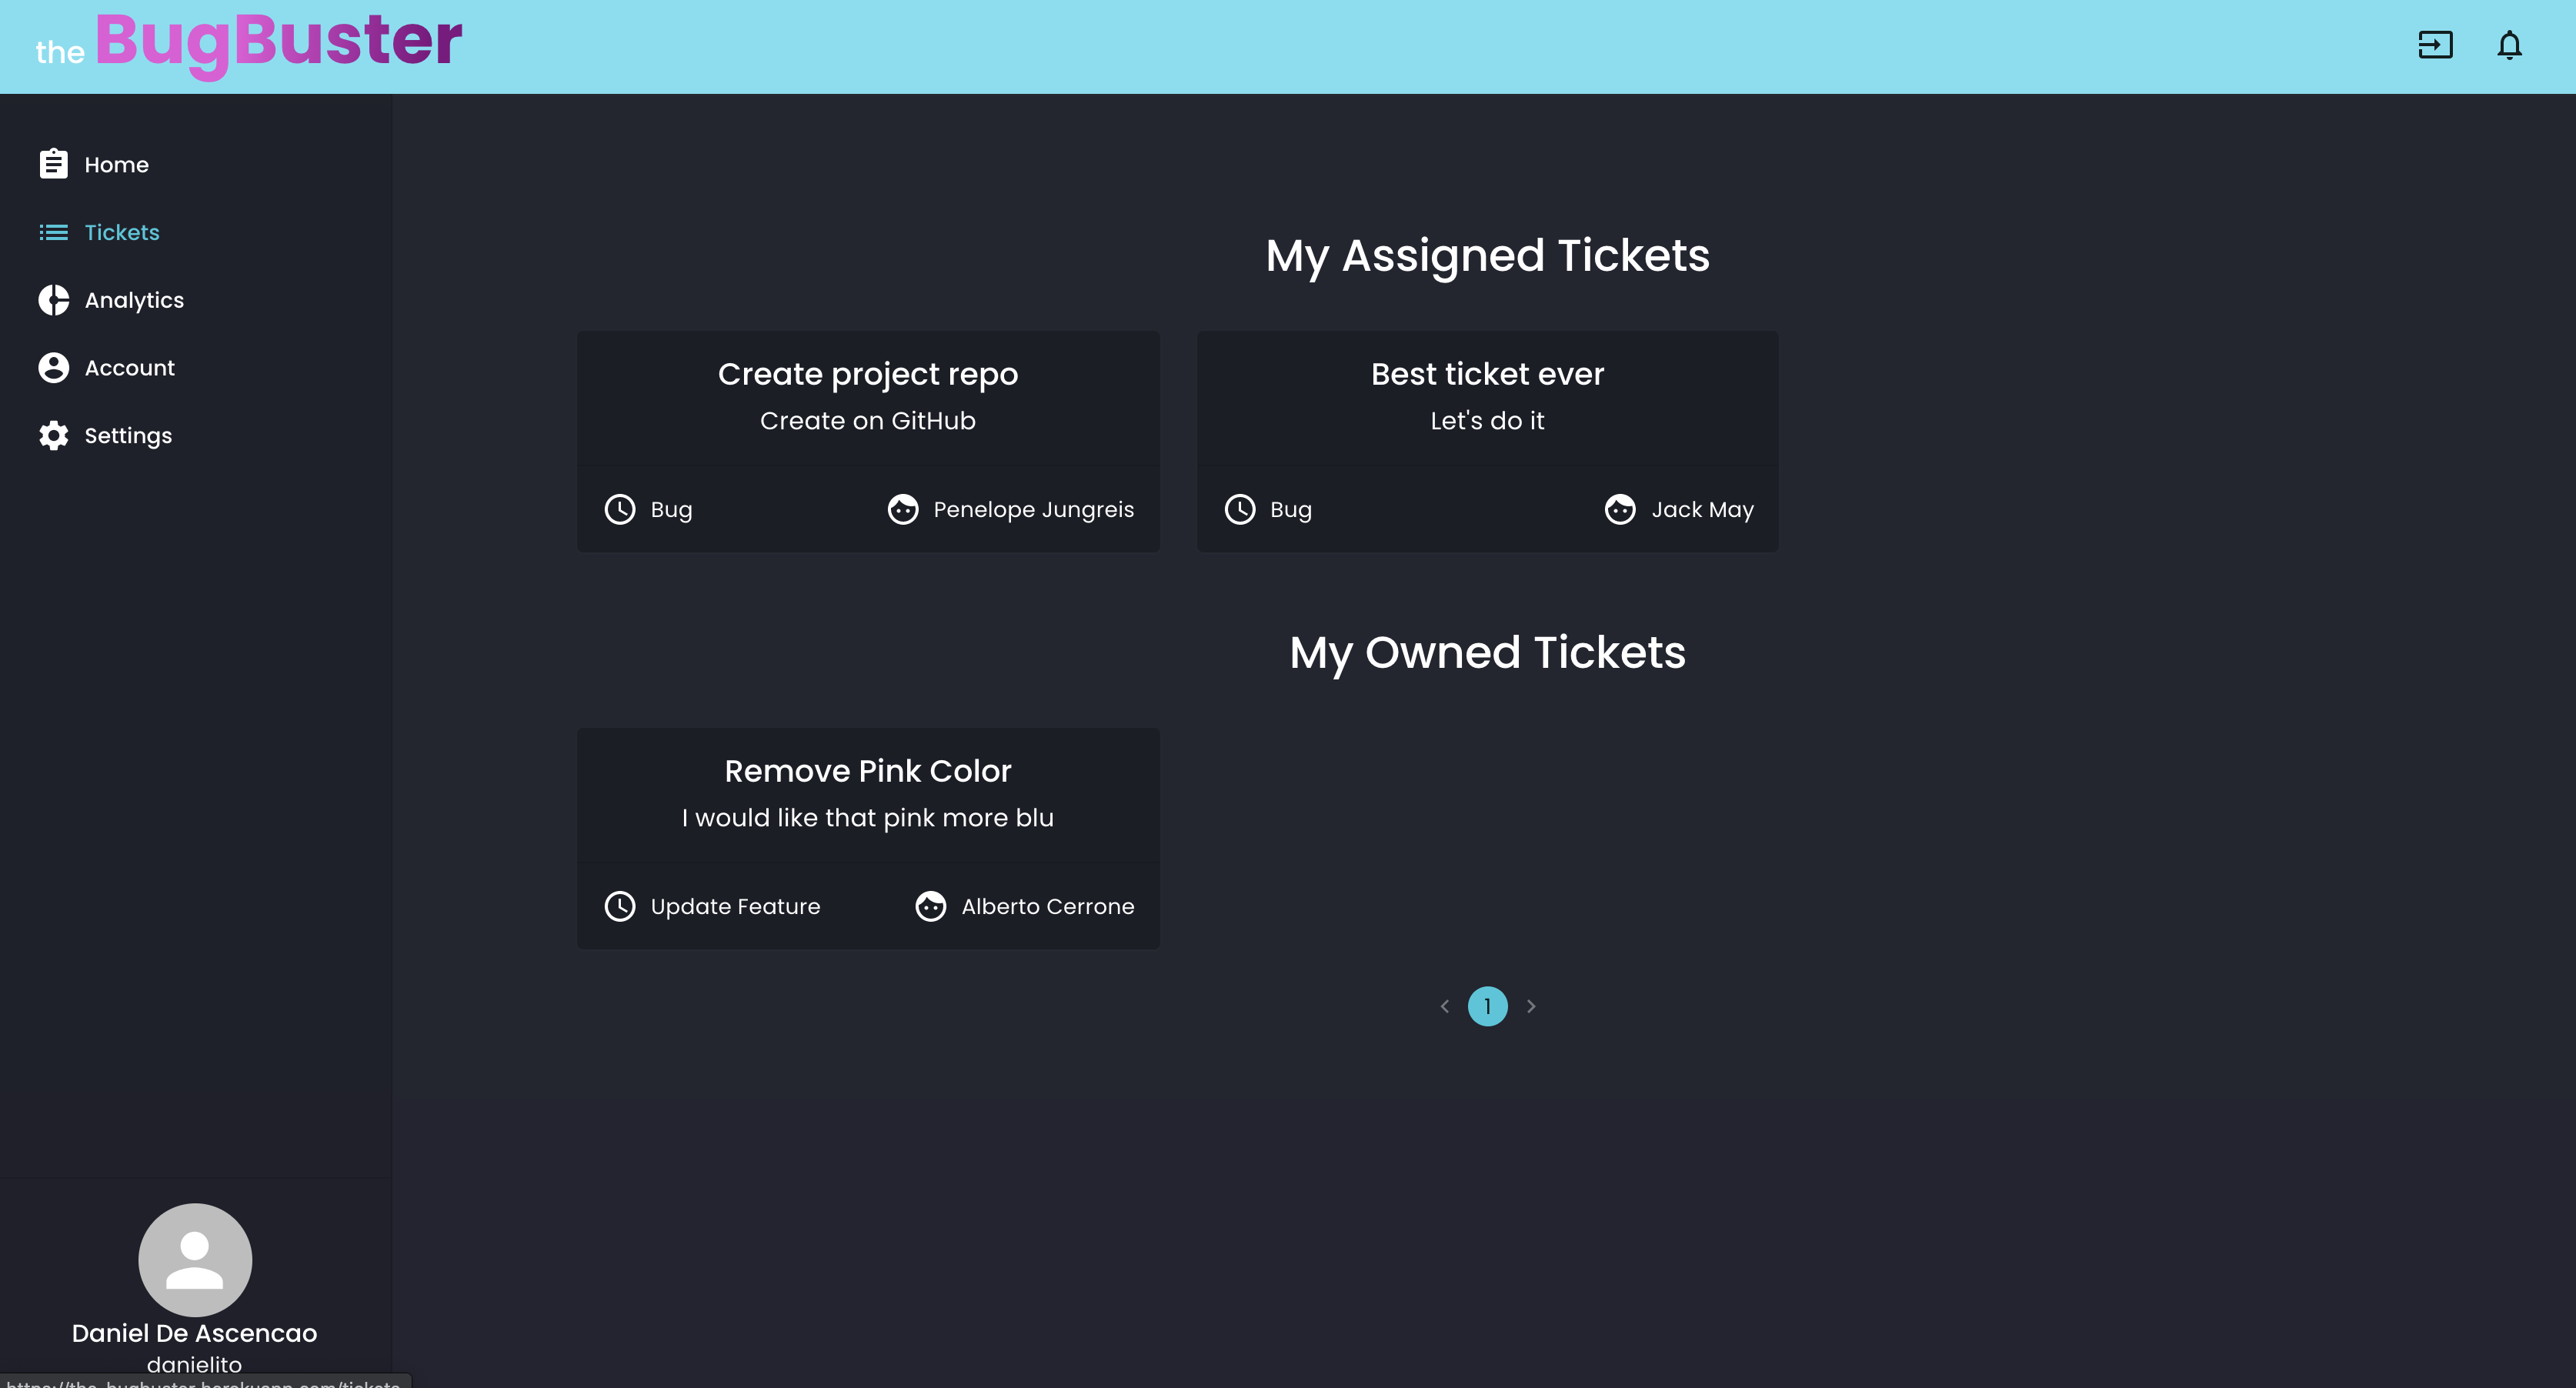 the BugBuster
Home
Tickets
Analytics
Account
Settings
My Assigned Tickets
Create project repo
Create on GitHub
Bug
Penelope Jungreis
Best ticket ever
Let's do it
Bug
Jack May
My Owned Tickets
Remove Pink Color
I would like that pink more blu
Update Feature
Alberto Cerrone
1
Daniel De Ascencao
danielito